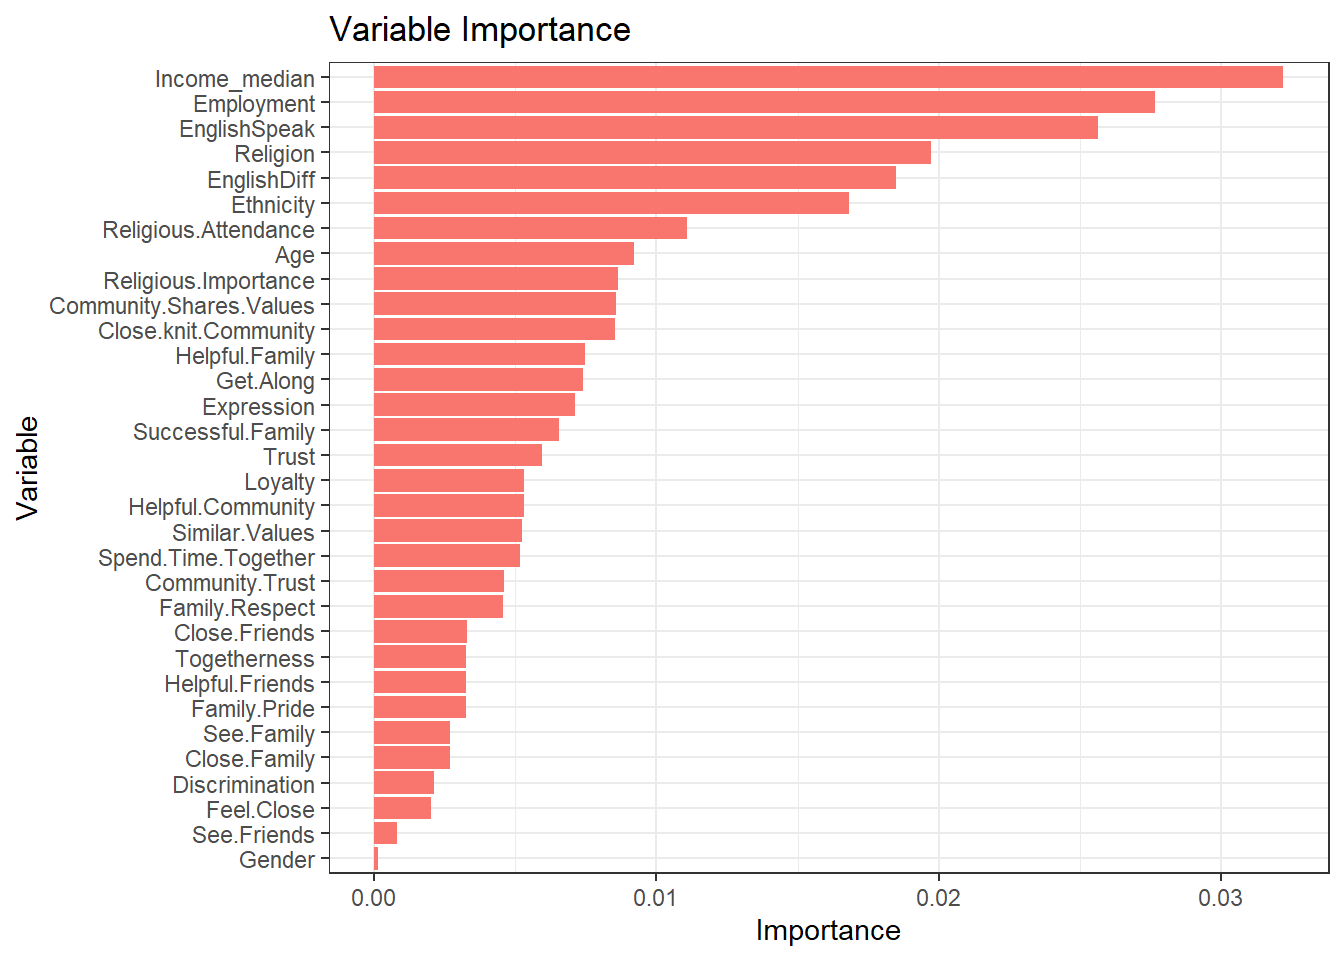 Variable Importance
Variable
Income_median
Employment
EnglishSpeak
Religion
EnglishDiff
Ethnicity
Religious.Attendance
Age
Religious.Importance
Community.Shares.Values
Close.knit.Community
Helpful.Family
Get.Along
Expression
Successful.Family
Trust
Loyalty
Helpful.Community
Similar.Values
Spend.Time.Together
Community.Trust
Family.Respect
Close.Friends
Togetherness
Helpful.Friends
Family.Pride
See.Family
Close.Family
Discrimination
Feel.Close
See.Friends
Gender
0.00 0.01 0.02 0.03
Importance